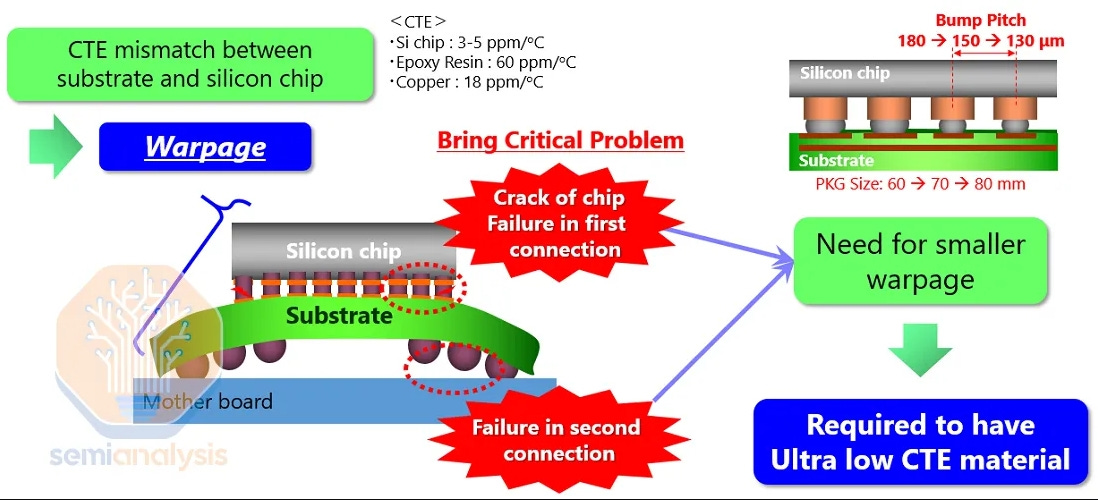 CTE mismatch between
substrate and silicon chip
<CTE>
・Si chip : 3-5 ppm/°C
・Epoxy Resin : 60 ppm/°C
・Copper : 18 ppm/°C
Warpage
Bring Critical Problem
Crack of chip
Failure in first
connection
Silicon chip
Substrate
Mother board
Failure in second
connection
semianalysis
Bump Pitch
180 → 150 → 130 μm
Silicon chip
Substrate
PKG Size: 60 → 70 → 80 mm
Need for smaller
warpage
Required to have
Ultra low CTE material